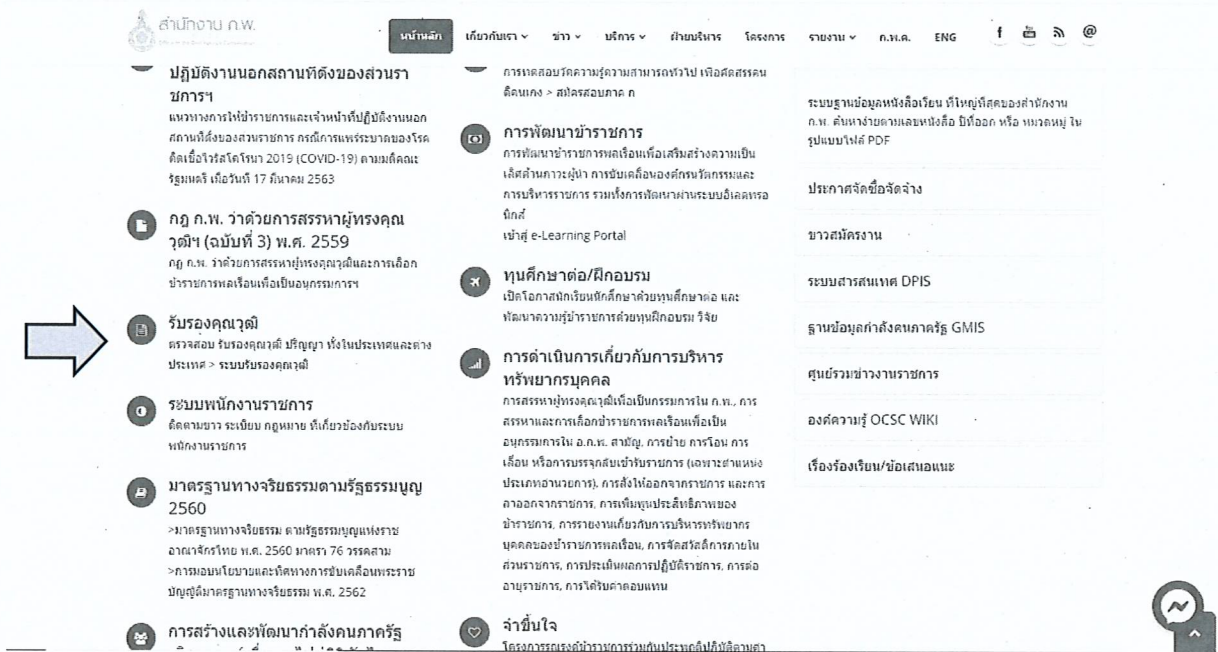 สำนักงาน ก.พ.
หน้าหลัก
เกี่ยวกับเรา
ข่าว
บริการ
ฝ่ายบริหาร
โครงการ
รายงาน
ก.พ.ค.
ENG
ปฏิบัติงานนอกสถานที่ตั้งของส่วนรา
ชการฯ
แนวทางการให้ข้าราชการและเจ้าหน้าที่ปฏิบัติงานนอก
สถานที่ตั้งของส่วนราชการ กรณีการแพร่ระบาดของโรค
ติดเชื้อไวรัสโคโรนา 2019 (COVID-19) ตามมติคณะ
รัฐมนตรี เมื่อวันที่ 17 มีนาคม 2563
กฎ ก.พ. ว่าด้วยการสรรหาผู้ทรงคุณ
วุฒิฯ (ฉบับที่ 3) พ.ศ. 2559
กฎ ก.พ. ว่าด้วยการสรรหาผู้ทรงคุณวุฒิและการเลือก
ข้าราชการพลเรือนเพื่อเป็นอนุกรรมการฯ
รับรองคุณวุฒิ
ตรวจสอบ รับรองคุณวุฒิ ปริญญา ทั้งในประเทศและต่าง
ประเทศ > ระบบรับรองคุณวุฒิ
ระบบพนักงานราชการ
ติดตามข่าว ระเบียบ กฎหมาย ที่เกี่ยวข้องกับระบบ
พนักงานราชการ
มาตรฐานทางจริยธรรมตามรัฐธรรมนูญ
2560
>มาตรฐานทางจริยธรรม ตามรัฐธรรมนูญแห่งราช
อาณาจักรไทย พ.ศ. 2560 มาตรา 76 วรรคสาม
>การมอบนโยบายและทิศทางการขับเคลื่อนพระราช
บัญญัติมาตรฐานทางจริยธรรม พ.ศ. 2562
การสร้างและพัฒนากำลังคนภาครัฐ
การทดสอบวัดความรู้ความสามารถทั่วไป เพื่อคัดสรรคน
ดีคนเก่ง > สมัครสอบภาค ก
การพัฒนาข้าราชการ
การพัฒนาข้าราชการพลเรือนเพื่อเสริมสร้างความเป็น
เลิศด้านภาวะผู้นำ การขับเคลื่อนองค์กรนวัตกรรมและ
การบริหารราชการ รวมทั้งการพัฒนาผ่านระบบอิเลคทรอ
นิกส์
เข้าสู่ e-Learning Portal
ทุนศึกษาต่อ/ฝึกอบรม
เปิดโอกาสนักเรียนนักศึกษาด้วยทุนศึกษาต่อ และ
พัฒนาความรู้ข้าราชการด้วยทุนฝึกอบรม วิจัย
การดำเนินการเกี่ยวกับการบริหาร
ทรัพยากรบุคคล
การสรรหาผู้ทรงคุณวุฒิเพื่อเป็นกรรมการใน ก.พ., การ
สรรหาและการเลือกข้าราชการพลเรือนเพื่อเป็น
อนุกรรมการใน อ.ก.พ. สามัญ, การย้าย การโอน การ
เลื่อน หรือการบรรจุกลับเข้ารับราชการ (เฉพาะตำแหน่ง
ประเภทอำนวยการ), การสั่งให้ออกจากราชการ และการ
ลาออกจากราชการ, การเพิ่มพูนประสิทธิภาพของ
ข้าราชการ, การรายงานเกี่ยวกับการบริหารทรัพยากร
บุคคลของข้าราชการพลเรือน, การจัดสวัสดิการภายใน
ส่วนราชการ, การประเมินผลการปฏิบัติราชการ, การต่อ
อายุราชการ, การได้รับค่าตอบแทน
จำขึ้นใจ
โครงการรณรงค์ข้าราชการร่วมกันประพฤติปฏิบัติตามคำ
ระบบฐานข้อมูลหนังสือเวียน ที่ใหญ่ที่สุดของสำนักงาน
ก.พ. ค้นหาง่ายตามเลขหนังสือ ปีที่ออก หรือ หมวดหมู่ ใน
รูปแบบไฟล์ PDF
ประกาศจัดซื้อจัดจ้าง
ข่าวสมัครงาน
ระบบสารสนเทศ DPIS
ฐานข้อมูลกำลังคนภาครัฐ GMIS
ศูนย์รวมข่าวงานราชการ
องค์ความรู้ OCSC WIKI
เรื่องร้องเรียน/ข้อเสนอแนะ